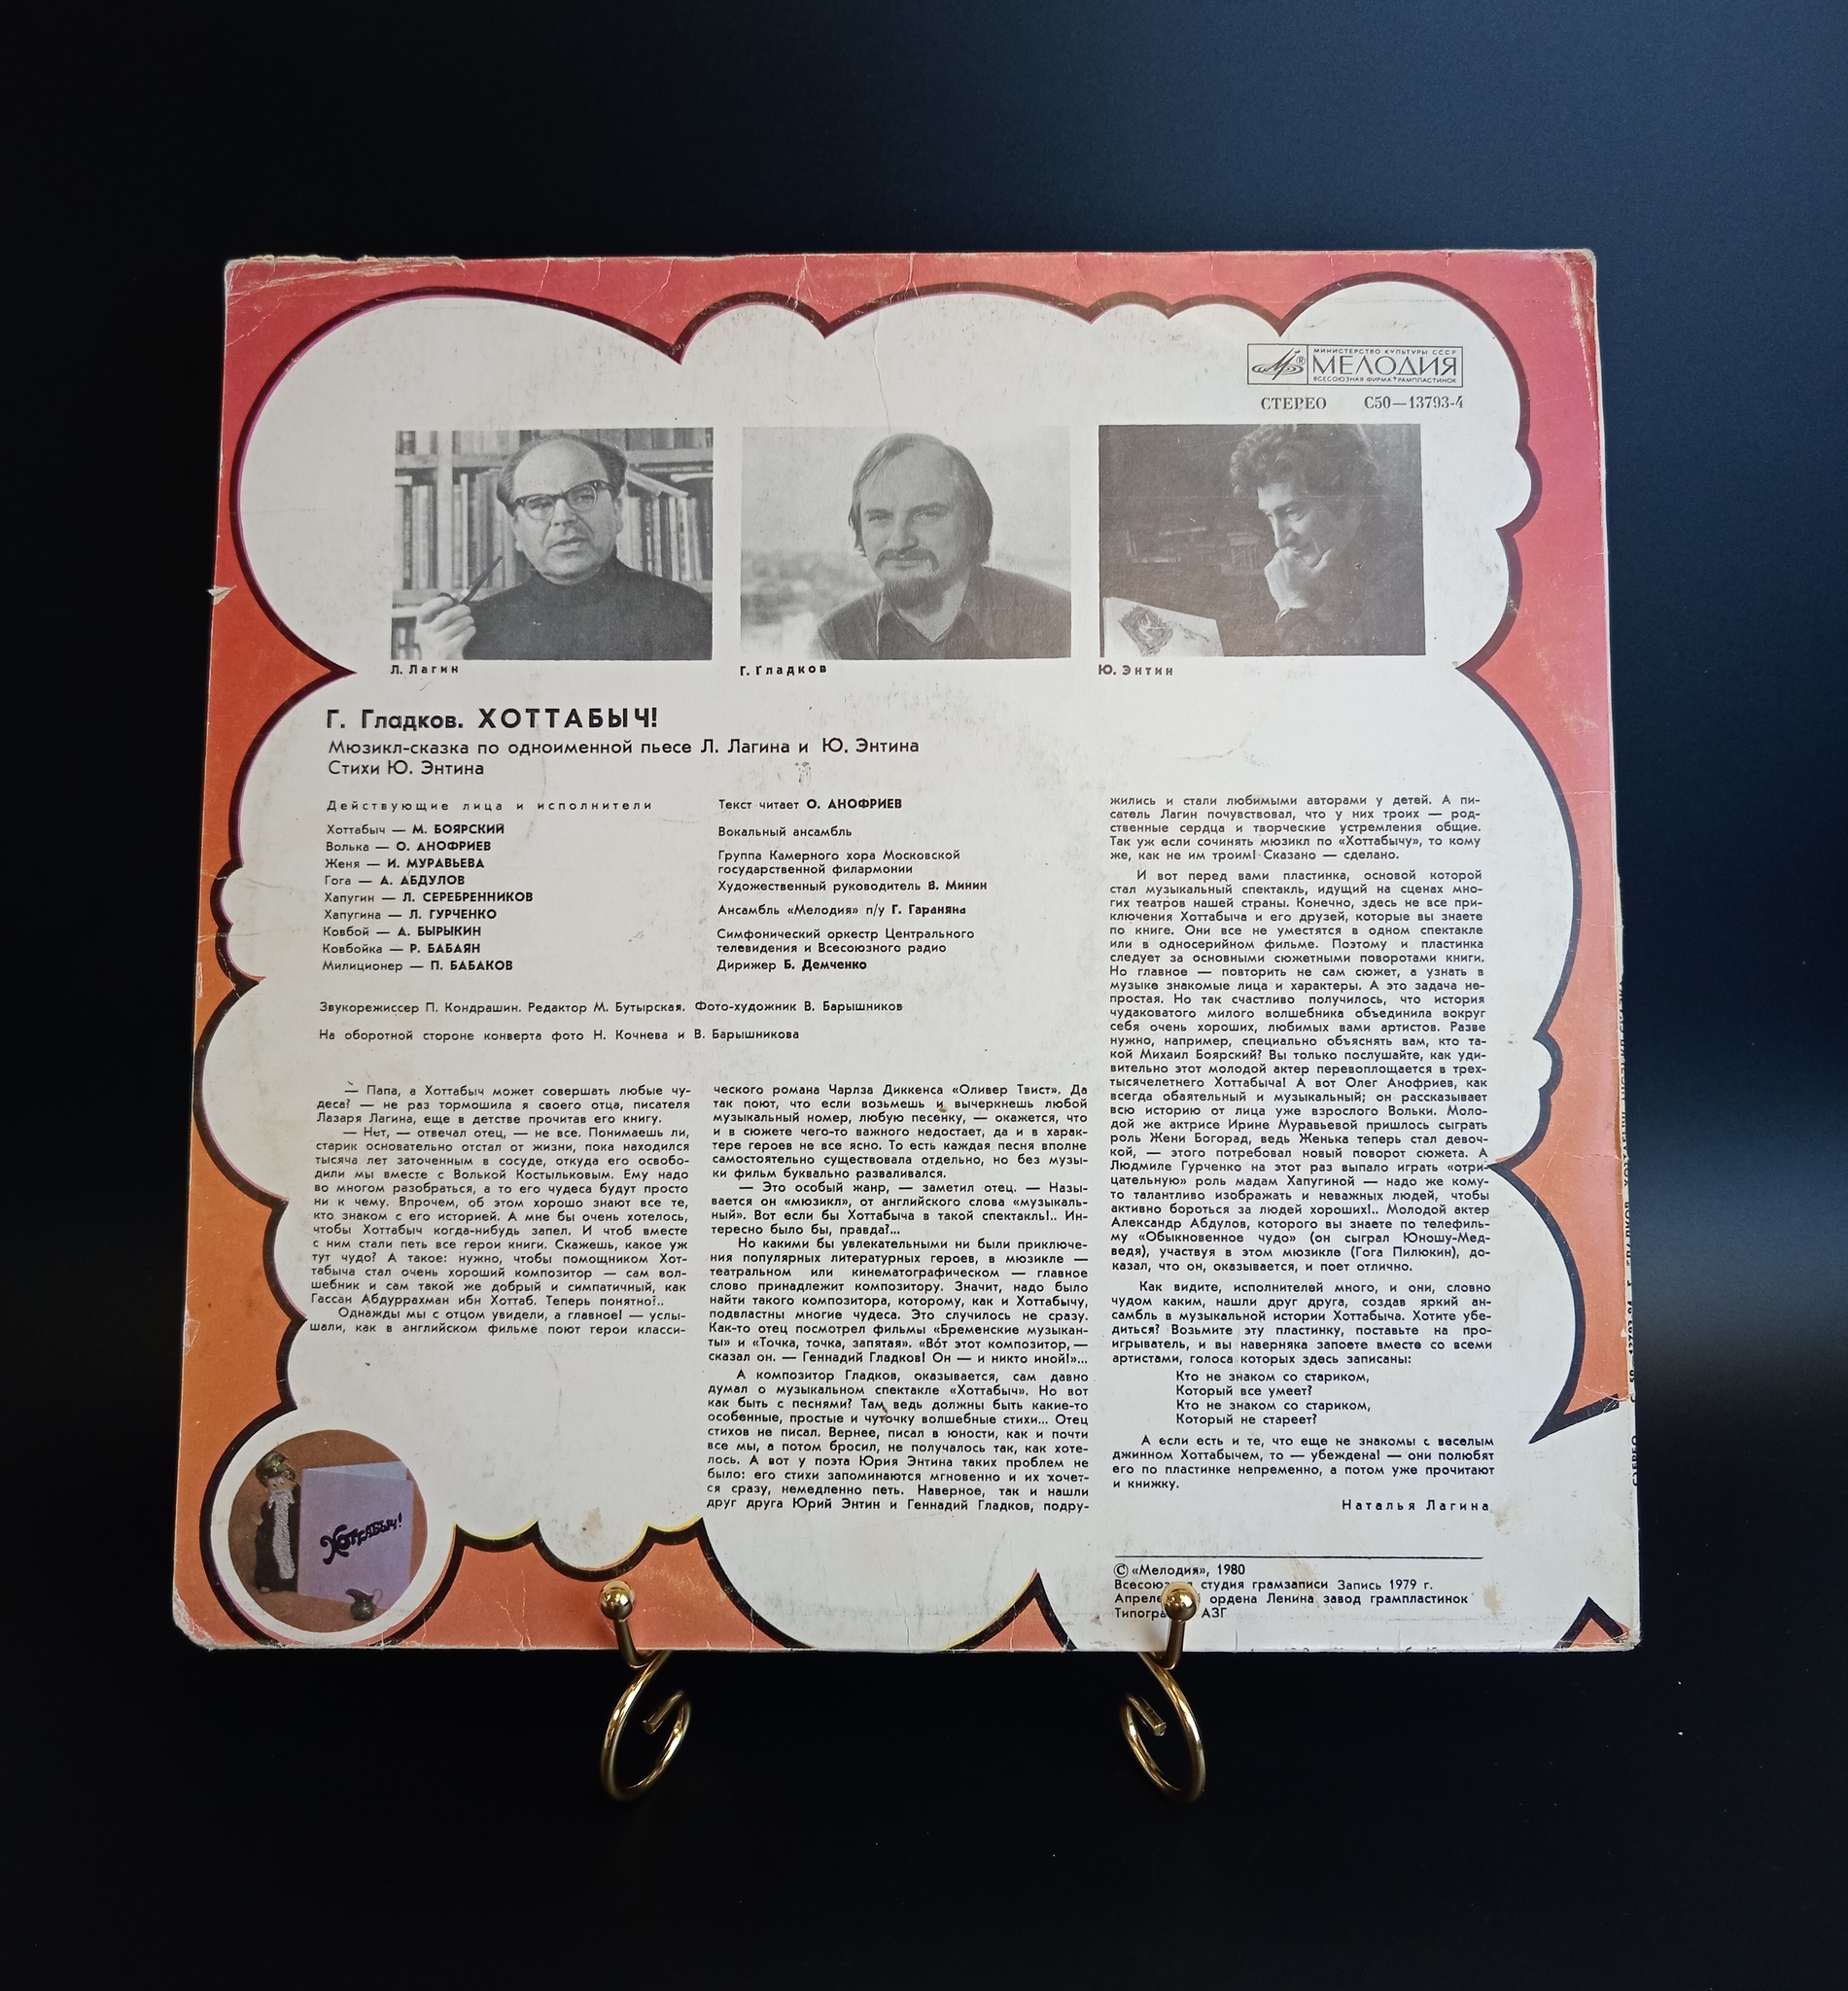 МИНИСТЕРСТВО КУЛЬТУРЫ СССР
МЕЛОДИЯ
ВСЕСОЮЗНАЯ ФИРМА ГРАМПЛАСТИНОК
СТЕРЕО С50—13793-4
Л. Лагин
Г. Гладков
Ю. Энтин
Г. Гладков. ХОТТАБЫЧ!
Мюзикл-сказка по одноименной пьесе Л. Лагина и Ю. Энтина
Стихи Ю. Энтина
Действующие лица и исполнители
Хоттабыч — М. БОЯРСКИЙ
Волька — О. АНОФРИЕВ
Женя — И. МУРАВЬЕВА
Гога — А. АБДУЛОВ
Хапугин — Л. СЕРЕБРЕННИКОВ
Хапугина — Л. ГУРЧЕНКО
Ковбой — А. БЫРЫКИН
Ковбойка — Р. БАБАЯН
Милиционер — П. БАБАКОВ
Текст читает О. АНОФРИЕВ
Вокальный ансамбль
Группа Камерного хора Московской
государственной филармонии
Художественный руководитель В. Минин
Ансамбль «Мелодия» п/у Г. Гараняна
Симфонический оркестр Центрального
телевидения и Всесоюзного радио
Дирижер Б. Демченко
Звукорежиссер П. Кондрашин. Редактор М. Бутырская. Фото-художник В. Барышников
На оборотной стороне конверта фото Н. Кочнева и В. Барышникова
— Папа, а Хоттабыч может совершать любые чу-
деса? — не раз тормошила я своего отца, писателя
Лазаря Лагина, еще в детстве прочитав его книгу.
— Нет, — отвечал отец, — не все. Понимаешь ли,
старик основательно отстал от жизни, пока находился
тысяча лет заточенным в сосуде, откуда его освобо-
дили мы вместе с Волькой Костыльковым. Ему надо
во многом разобраться, а то его чудеса будут просто
ни к чему. Впрочем, об этом хорошо знают все те,
кто знаком с его историей. А мне бы очень хотелось,
чтобы Хоттабыч когда-нибудь запел. И чтоб вместе
с ним стали петь все герои книги. Скажешь, какое уж
тут чудо? А такое: нужно, чтобы помощником Хот-
табыча стал очень хороший композитор — сам вол-
шебник и сам такой же добрый и симпатичный, как
Гассан Абдуррахман ибн Хоттаб. Теперь понятно?..
Однажды мы с отцом увидели, а главное! — услы-
шали, как в английском фильме поют герои класси-
ческого романа Чарлза Диккенса «Оливер Твист». Да
так поют, что если возьмешь и вычеркнешь любой
музыкальный номер, любую песенку, — окажется, что
и в сюжете чего-то важного недостает, да и в харак-
тере героев не все ясно. То есть каждая песня вполне
самостоятельно существовала отдельно, но без музы-
ки фильм буквально разваливался.
— Это особый жанр, — заметил отец. — Назы-
вается он «мюзикл», от английского слова «музыкаль-
ный». Вот если бы Хоттабыча в такой спектакль!.. Ин-
тересно было бы, правда?...
Но какими бы увлекательными ни были приключе-
ния популярных литературных героев, в мюзикле —
театральном или кинематографическом — главное
слово принадлежит композитору. Значит, надо было
найти такого композитора, которому, как и Хоттабычу,
подвластны многие чудеса. Это случилось не сразу.
Как-то отец посмотрел фильмы «Бременские музыкан-
ты» и «Точка, точка, запятая». «Во́т этот композитор, —
сказал он. — Геннадий Гладков! Он — и никто иной!»...
А композитор Гладков, оказывается, сам давно
думал о музыкальном спектакле «Хоттабыч». Но вот
как быть с песнями? Там ведь должны быть какие-то
особенные, простые и чуточку волшебные стихи... Отец
стихов не писал. Вернее, писал в юности, как и почти
все мы, а потом бросил, не получалось так, как хоте-
лось. А вот у поэта Юрия Энтина таких проблем не
было: его стихи запоминаются мгновенно и их хочет-
ся сразу, немедленно петь. Наверное, так и нашли
друг друга Юрий Энтин и Геннадий Гладков, подру-
жились и стали любимыми авторами у детей. А пи-
сатель Лагин почувствовал, что у них троих — род-
ственные сердца и творческие устремления общие.
Так уж если сочинять мюзикл по «Хоттабычу», то кому
же, как не им троим! Сказано — сделано.
И вот перед вами пластинка, основой которой
стал музыкальный спектакль, идущий на сценах мно-
гих театров нашей страны. Конечно, здесь не все при-
ключения Хоттабыча и его друзей, которые вы знаете
по книге. Они все не уместятся в одном спектакле
или в односерийном фильме. Поэтому и пластинка
следует за основными сюжетными поворотами книги.
Но главное — повторить не сам сюжет, а узнать в
музыке знакомые лица и характеры. А это задача не-
простая. Но так счастливо получилось, что история
чудаковатого милого волшебника объединила вокруг
себя очень хороших, любимых вами артистов. Разве
нужно, например, специально объяснять вам, кто та-
кой Михаил Боярский? Вы только послушайте, как уди-
вительно этот молодой актер перевоплощается в трех-
тысячелетнего Хоттабыча! А вот Олег Анофриев, как
всегда обаятельный и музыкальный; он рассказывает
всю историю от лица уже взрослого Вольки. Моло-
дой же актрисе Ирине Муравьевой пришлось сыграть
роль Жени Богорад, ведь Женька теперь стал девоч-
кой, — этого потребовал новый поворот сюжета. А
Людмиле Гурченко на этот раз выпало играть «отри-
цательную» роль мадам Хапугиной — надо же кому-
то талантливо изображать и неважных людей, чтобы
активно бороться за людей хороших!.. Молодой актер
Александр Абдулов, которого вы знаете по телефиль-
му «Обыкновенное чудо» (он сыграл Юношу-Мед-
ведя), участвуя в этом мюзикле (Гога Пилюкин), до-
казал, что он, оказывается, и поет отлично.
Как видите, исполнителей много, и они, словно
чудом каким, нашли друг друга, создав яркий ан-
самбль в музыкальной истории Хоттабыча. Хотите убе-
диться? Возьмите эту пластинку, поставьте на про-
игрыватель, и вы наверняка запоете вместе со всеми
артистами, голоса которых здесь записаны:
Кто не знаком со стариком,
Который все умеет?
Кто не знаком со стариком,
Который не стареет?
А если есть и те, что еще не знакомы с веселым
джинном Хоттабычем, то — убеждена! — они полюбят
его по пластинке непременно, а потом уже прочитают
и книжку.
Наталья Лагина
Хоттабыч!
© «Мелодия», 1980
студия грамзаписи Запись 1979 г.
ордена Ленина завод грампластинок
АЗГ